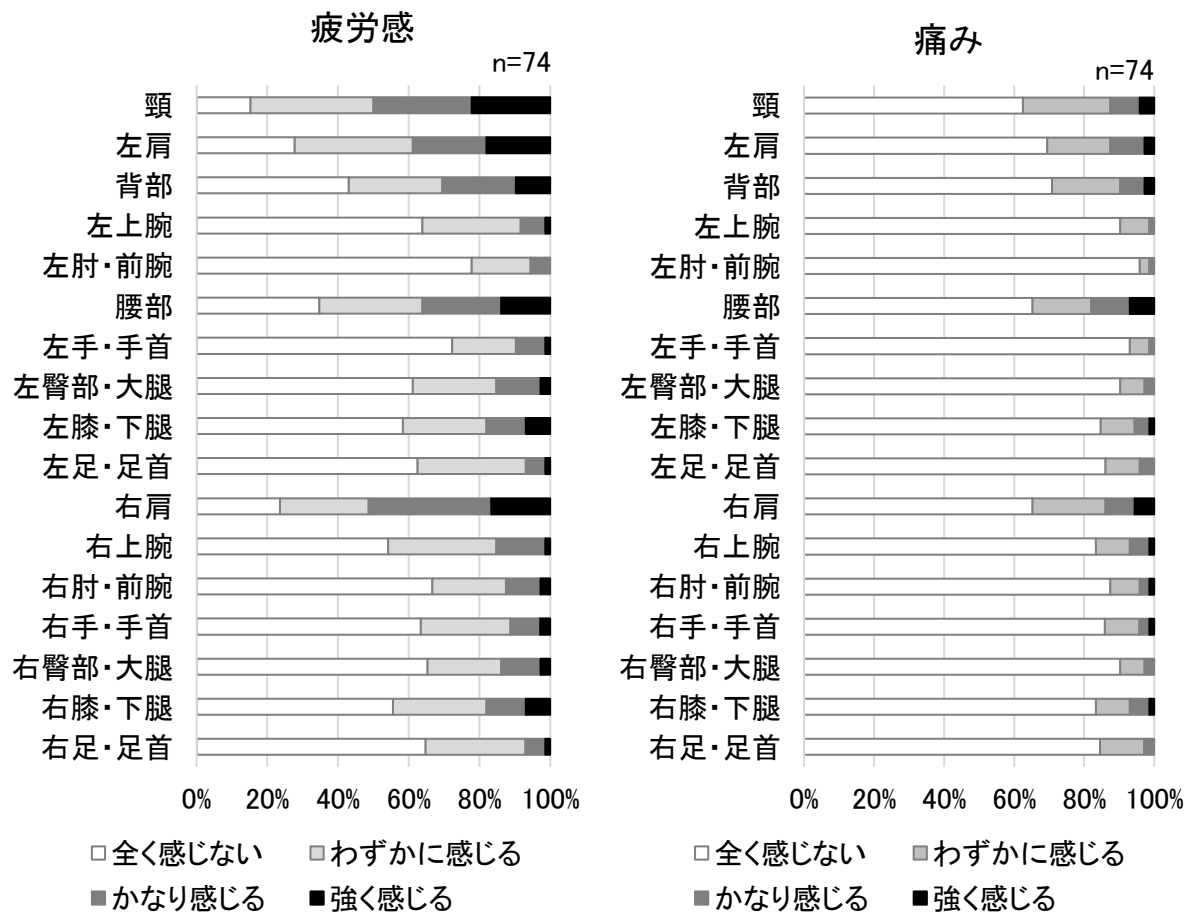 疲労感
n=74
頸
左肩
背部
左上腕
左肘・前腕
腰部
左手・手首
左臀部・大腿
左膝・下腿
左足・足首
右肩
右上腕
右肘・前腕
右手・手首
右臀部・大腿
右膝・下腿
右足・足首
0% 20% 40% 60% 80% 100%
全く感じない わずかに感じる
かなり感じる 強く感じる
痛み
n=74
頸
左肩
背部
左上腕
左肘・前腕
腰部
左手・手首
左臀部・大腿
左膝・下腿
左足・足首
右肩
右上腕
右肘・前腕
右手・手首
右臀部・大腿
右膝・下腿
右足・足首
0% 20% 40% 60% 80% 100%
全く感じない わずかに感じる
かなり感じる 強く感じる